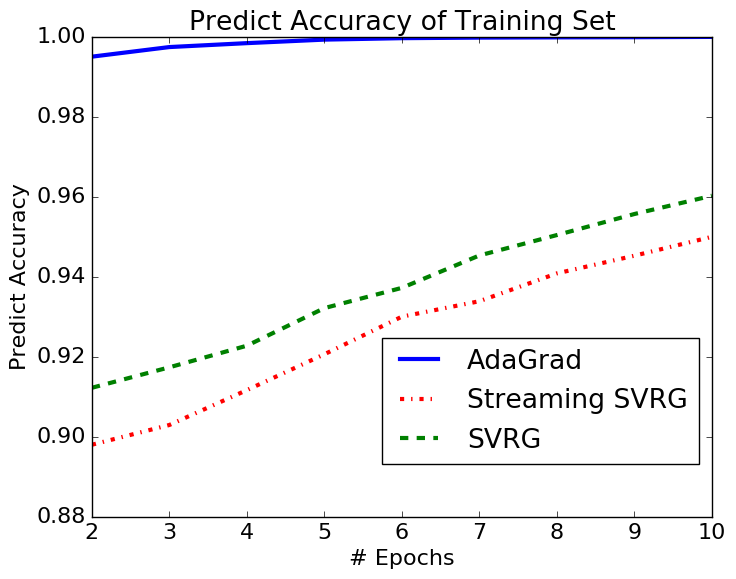 Predict Accuracy of Training Set
1.00
0.98
0.96
0.94
0.92
0.90
0.88
Predict Accuracy
AdaGrad
Streaming SVRG
SVRG
2 3 4 5 6 7 8 9 10
# Epochs